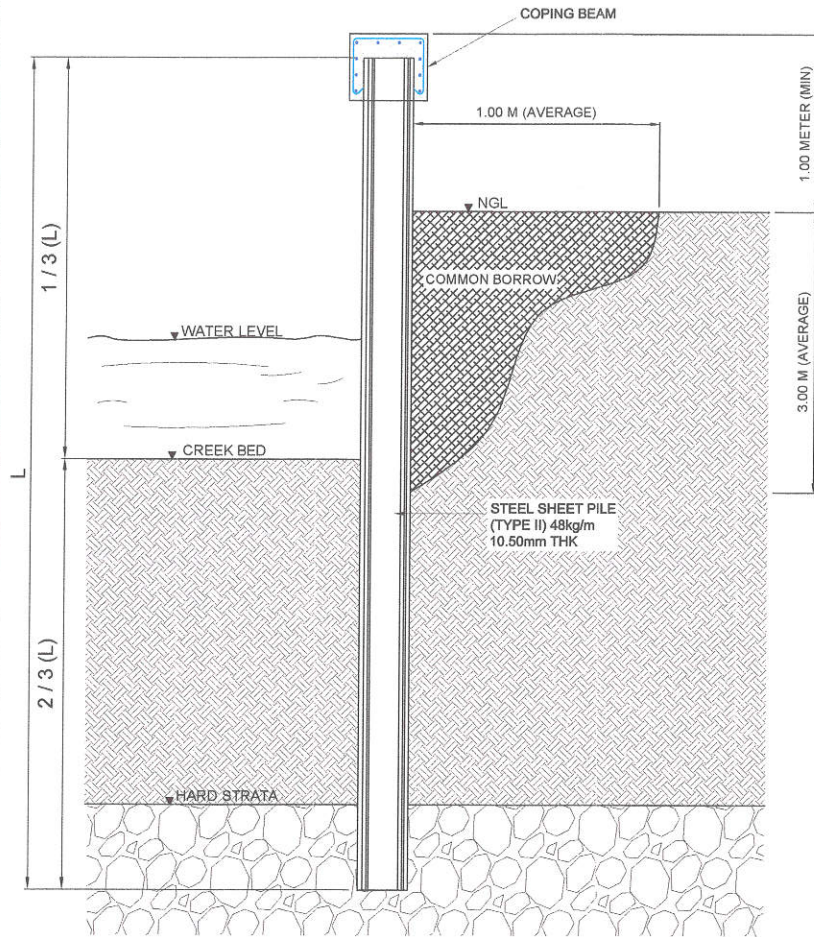 COPING BEAM
1.00 M (AVERAGE)
1.00 METER (MIN)
NGL
COMMON BORROW
1 / 3 (L)
WATER LEVEL
3.00 M (AVERAGE)
CREEK BED
L
STEEL SHEET PILE
(TYPE II) 48kg/m
10.50mm THK
2 / 3 (L)
HARD STRATA